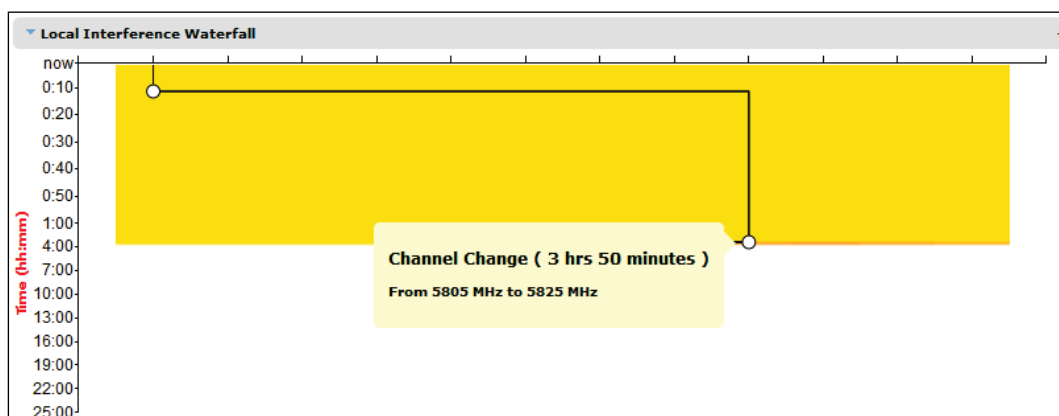 Local Interference Waterfall
now
0:10
0:20
0:30
0:40
0:50
1:00
4:00
7:00
10:00
13:00
16:00
19:00
22:00
25:00
Time (hh:mm)
Channel Change ( 3 hrs 50 minutes )
From 5805 MHz to 5825 MHz